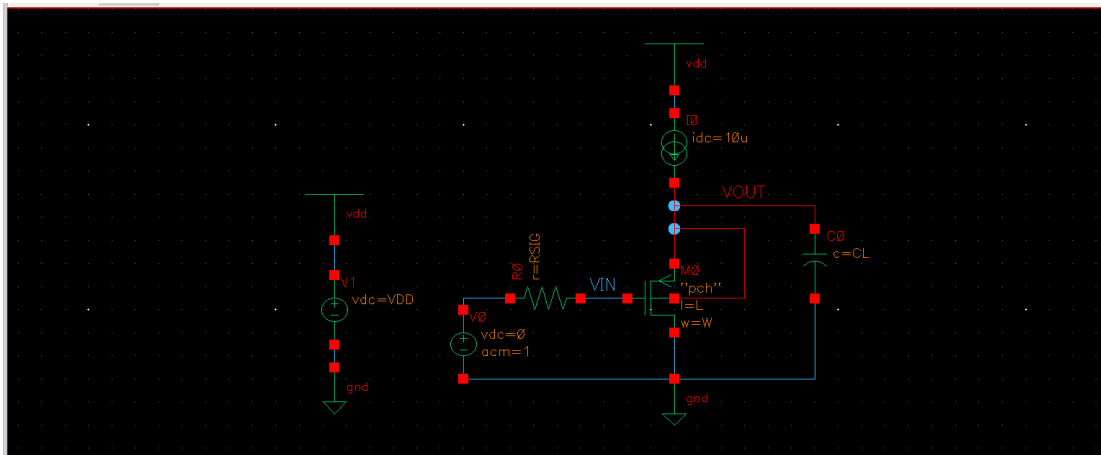 vdd
I0
idc=10u
VOUT
vdd
C0
c=CL
R0
r=RSIG
VIN
M0
"pch"
l=L
w=W
V1
vdc=VDD
V0
vdc=0
acm=1
gnd
gnd